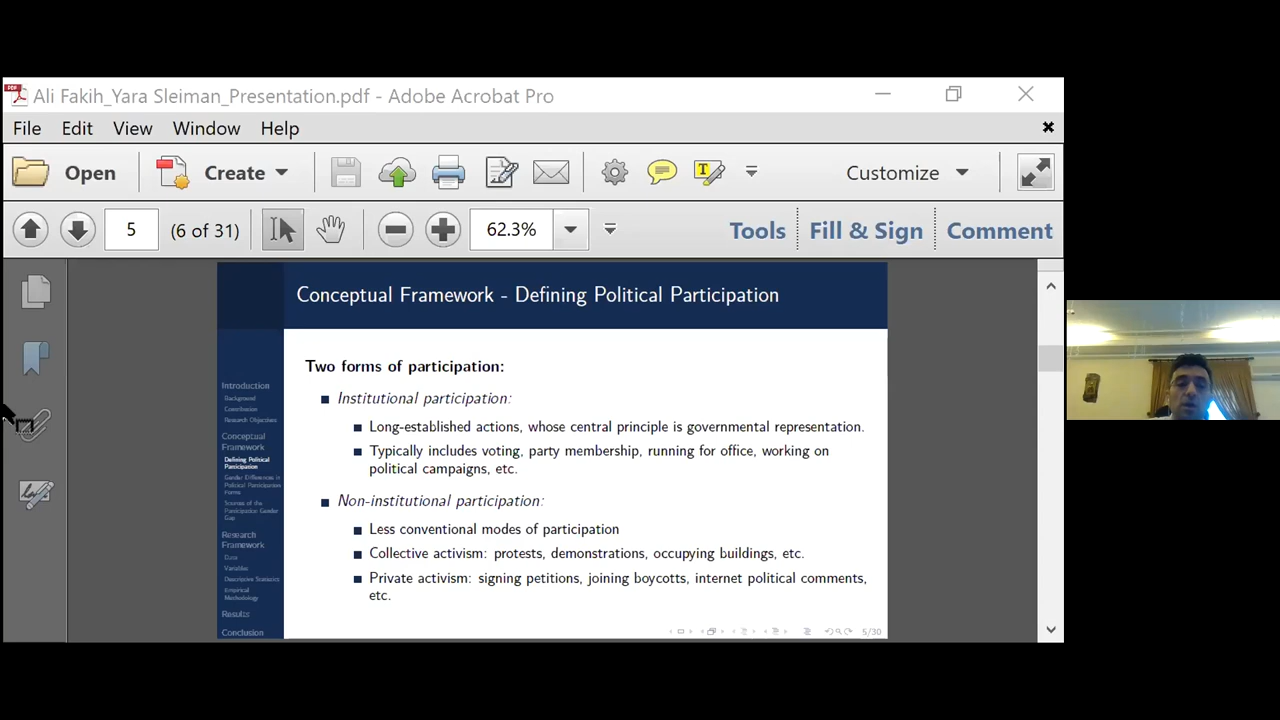 Ali Fakih_Yara Sleiman_Presentation.pdf - Adobe Acrobat Pro
File Edit View Window Help
Open Create Customize
5 (6 of 31) 62.3% Tools Fill & Sign Comment
Conceptual Framework - Defining Political Participation
Introduction
Background
Contribution
Research Objectives
Conceptual
Framework
Defining Political
Participation
Gender Differences in
Political Participation
Forms
Sources of the
Participation Gender
Gap
Research
Framework
Data
Variables
Descriptive Statistics
Empirical
Methodology
Results
Conclusion
Two forms of participation:
Institutional participation:
Long-established actions, whose central principle is governmental representation.
Typically includes voting, party membership, running for office, working on
political campaigns, etc.
Non-institutional participation:
Less conventional modes of participation
Collective activism: protests, demonstrations, occupying buildings, etc.
Private activism: signing petitions, joining boycotts, internet political comments,
etc.
5/30